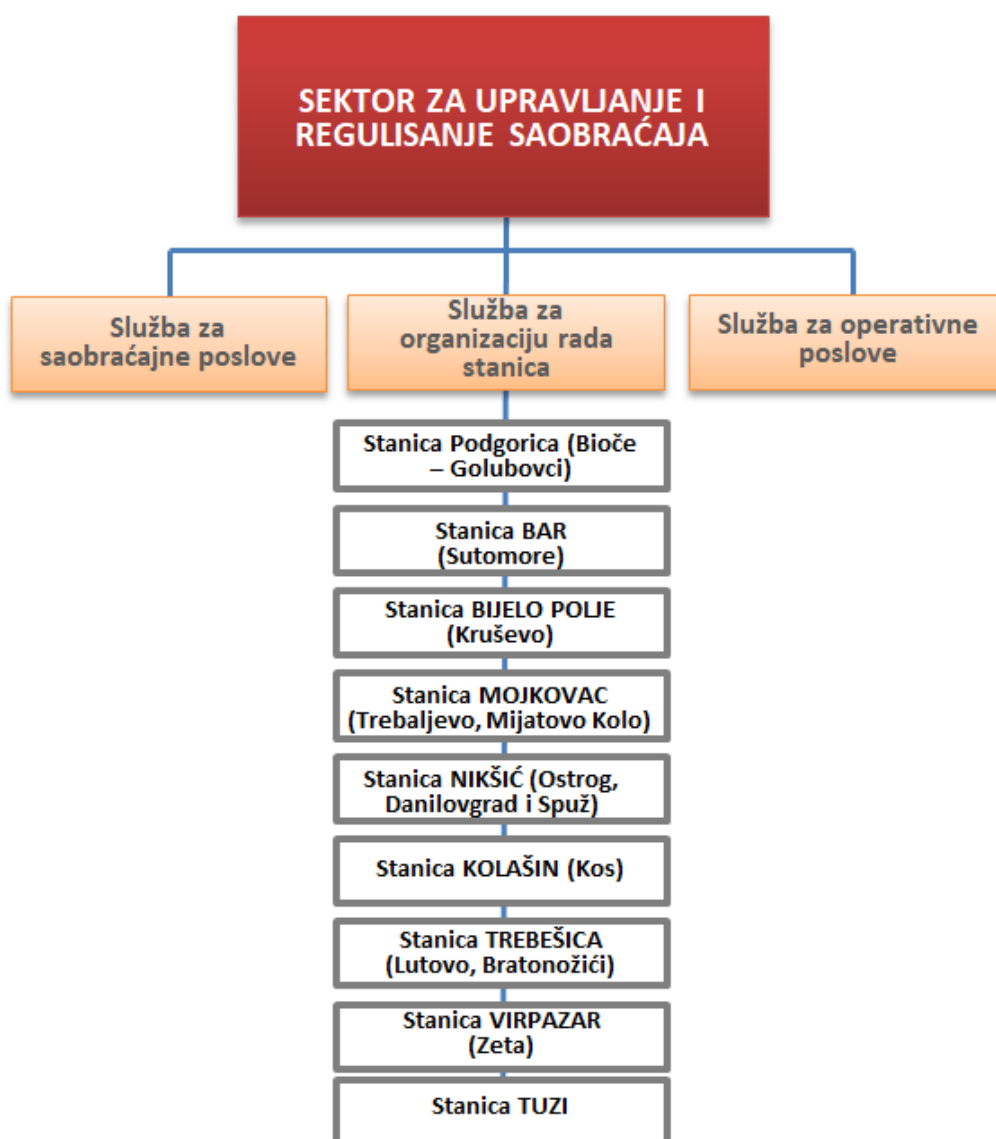 SEKTOR ZA UPRAVLJANJE I
REGULISANJE SAOBRAĆAJA
Služba za
saobraćajne poslove
Služba za
organizaciju rada
stanica
Služba za operativne
poslove
Stanica Podgorica (Bioče
– Golubovci)
Stanica BAR
(Sutomore)
Stanica BIJELO POLJE
(Kruševo)
Stanica MOJKOVAC
(Trebaljevo, Mijatovo Kolo)
Stanica NIKŠIĆ (Ostrog,
Danilovgrad i Spuž)
Stanica KOLAŠIN (Kos)
Stanica TREBEŠICA
(Lutovo, Bratonožići)
Stanica VIRPAZAR
(Zeta)
Stanica TUZI